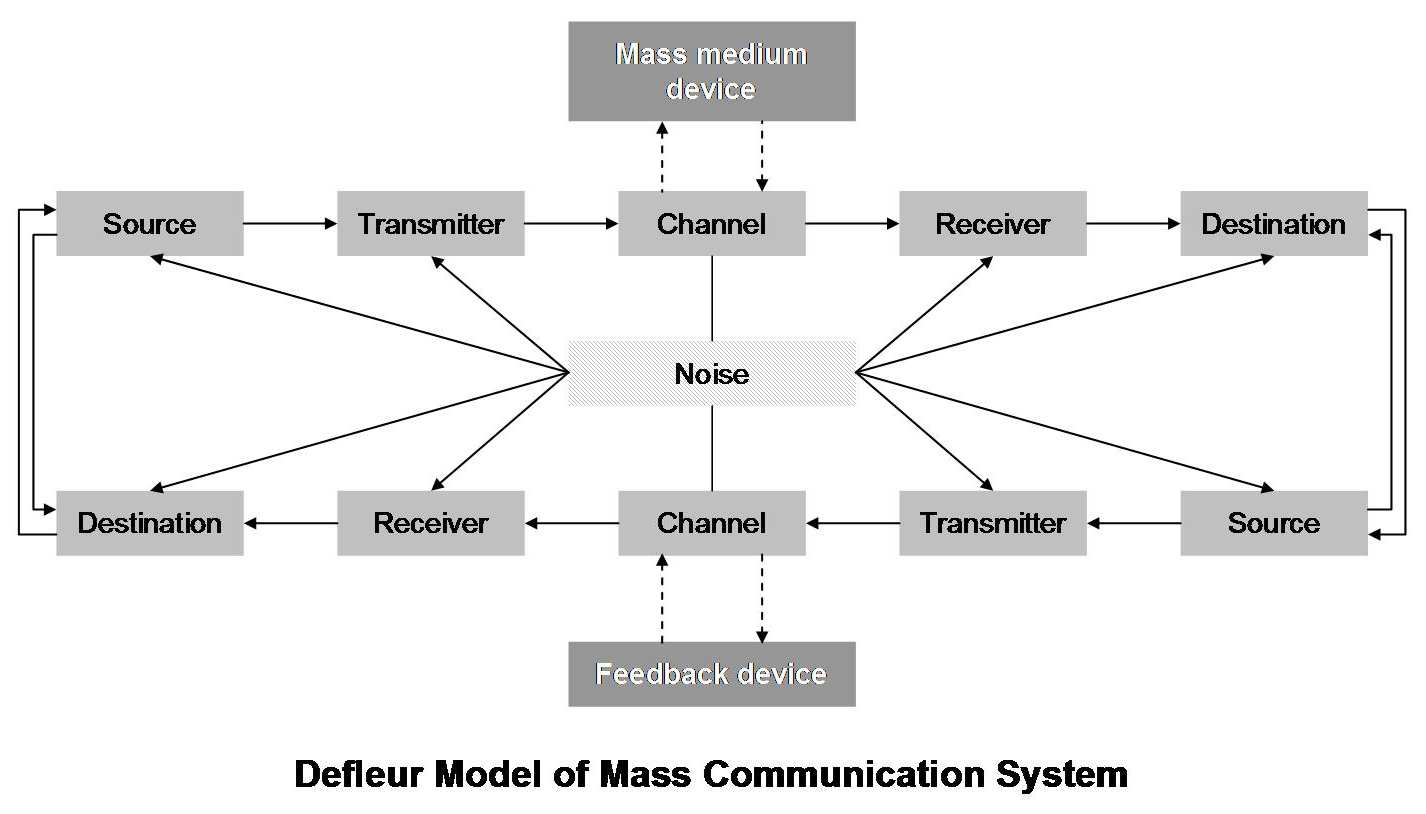 Mass medium
device
Source
Transmitter
Channel
Receiver
Destination
Noise
Destination
Receiver
Channel
Transmitter
Source
Feedback device
Defleur Model of Mass Communication System